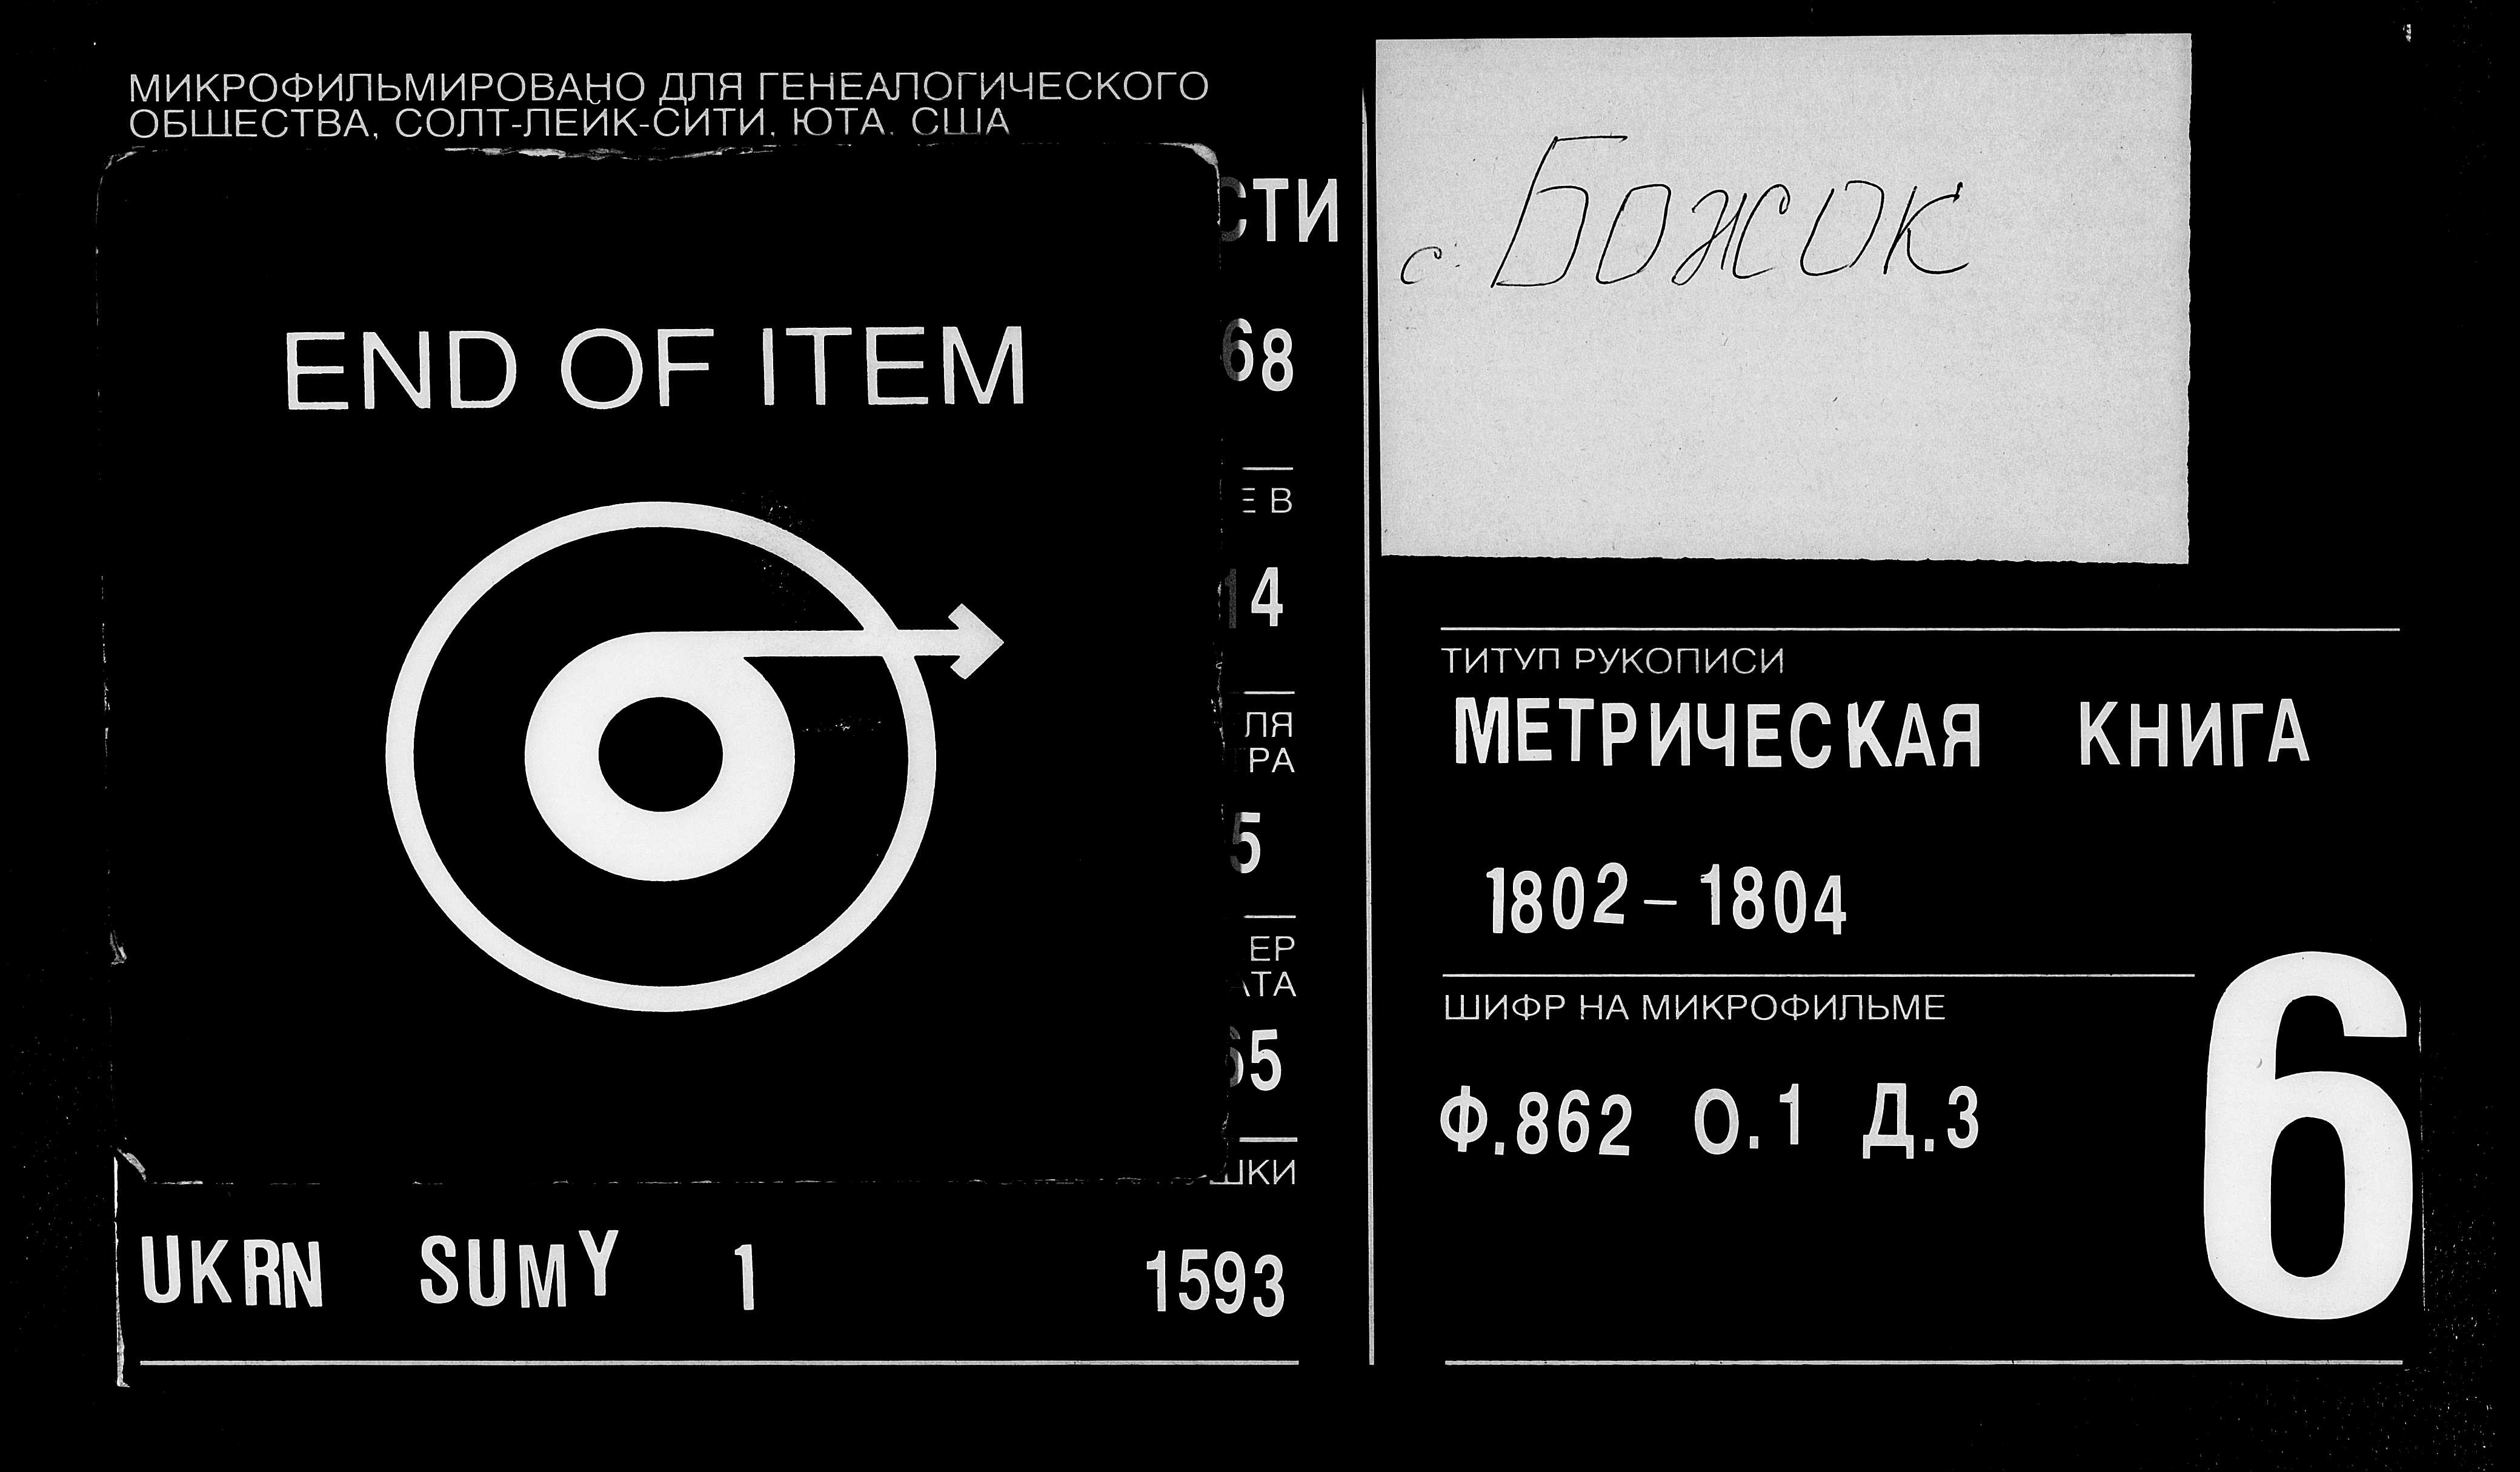 МИКРОФИЛЬМИРОВАНО ДЛЯ ГЕНЕАЛОГИЧЕСКОГО
ОБЩЕСТВА, СОЛТ-ЛЕЙК-СИТИ, ЮТА, США
END OF ITEM
СТИ
68
Е В
14
ЛЯ
ТРА
5
ЕР
АТА
65
ШКИ
UKRN SUMY 1 1593
с. Божок
ТИТУЛ РУКОПИСИ
МЕТРИЧЕСКАЯ КНИГА
1802-1804
ШИФР НА МИКРОФИЛЬМЕ
Ф.862 О.1 Д.3
6